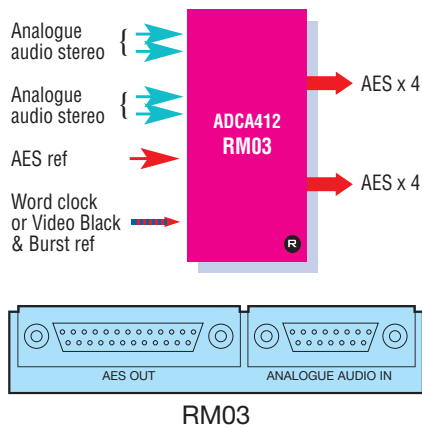 Analogue
audio stereo
Analogue
audio stereo
AES ref
Word clock
or Video Black
& Burst ref
ADCA412
RM03
R
AES x 4
AES x 4
AES OUT
ANALOGUE AUDIO IN
RM03